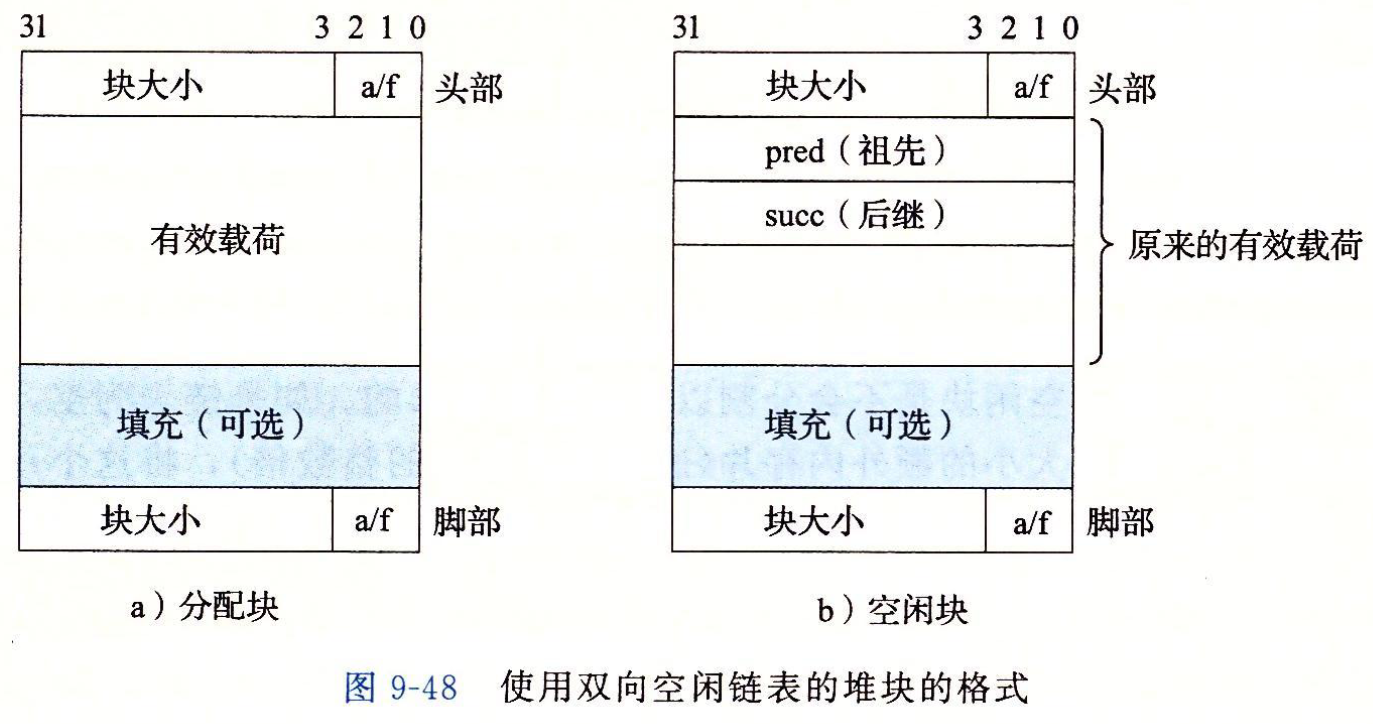 31 3 2 1 0
块大小 a/f 头部
有效载荷
填充（可选）
块大小 a/f 脚部
a）分配块
31 3 2 1 0
块大小 a/f 头部
pred（祖先）
succ（后继）
原来的有效载荷
填充（可选）
块大小 a/f 脚部
b）空闲块
图 9-48 使用双向空闲链表的堆块的格式